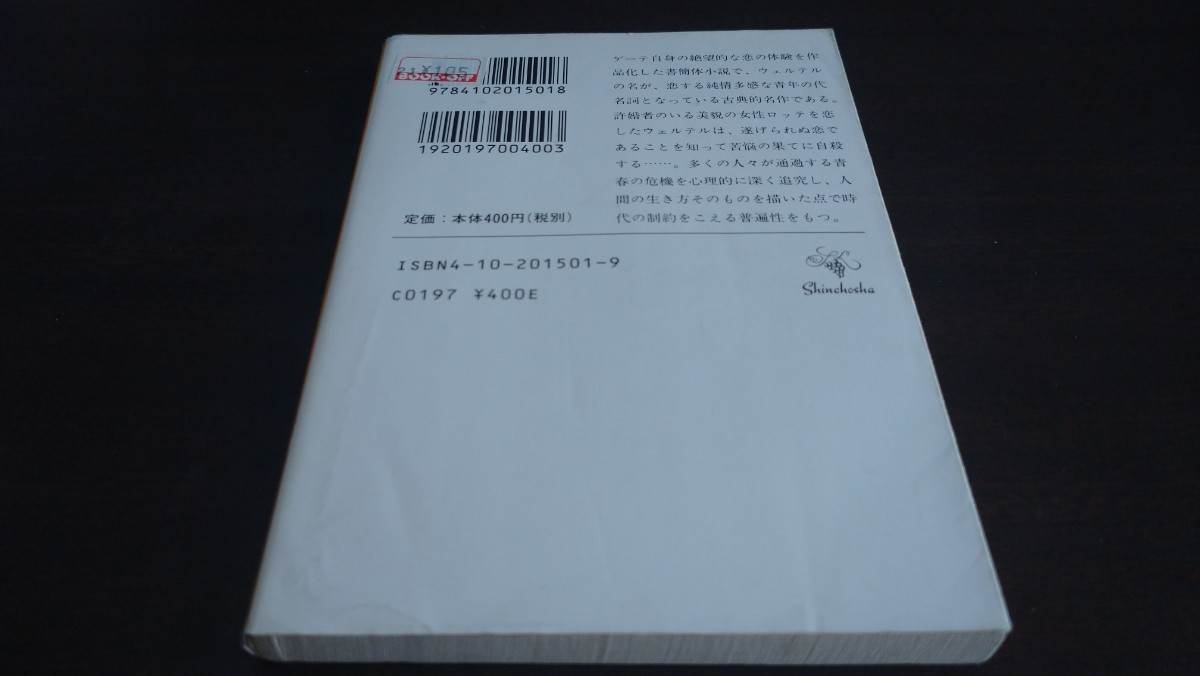 ¥105
BOOK-OFF
9784102015018
1920197004003
定価:本体400円(税別)
ゲーテ自身の絶望的な恋の体験を作
品化した書簡体小説で、ウェルテル
の名が、恋する純情多感な青年の代
名詞となっている古典的名作である。
許婚者のいる美貌の女性ロッテを恋
したウェルテルは、遂げられぬ恋で
あることを知って苦悩の果てに自殺
する……。多くの人々が通過する青
春の危機を心理的に深く追究し、人
間の生き方そのものを描いた点で時
代の制約をこえる普遍性をもつ。
ISBN4-10-201501-9
C0197 ¥400E
Shinchosha